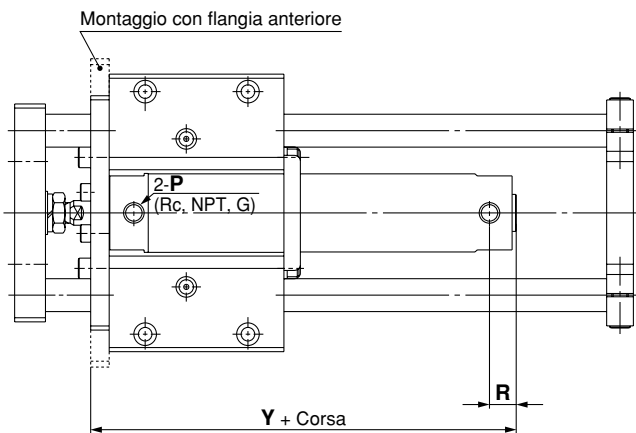 Montaggio con flangia anteriore
2-P
(Rc, NPT, G)
R
Y + Corsa